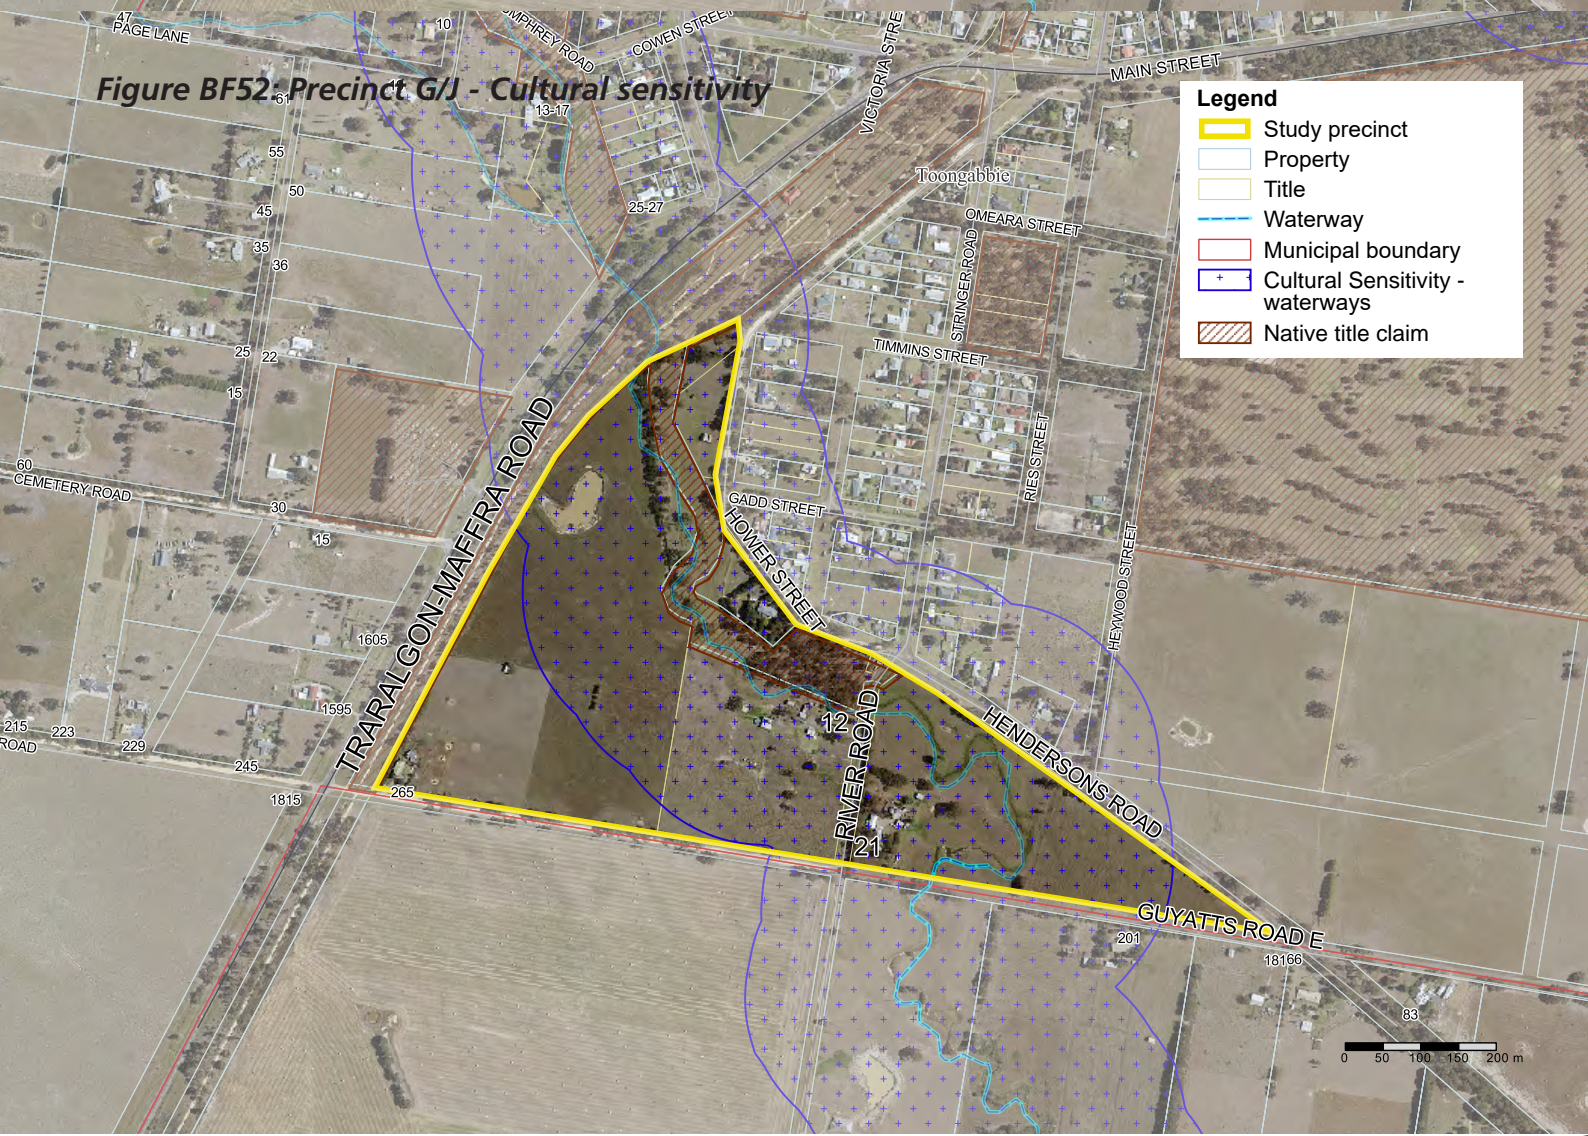 47
PAGE LANE
10
UMPHREY ROAD
COWEN STREET
VICTORIA STRE
MAIN STREET
Figure BF52: Precinct G/J - Cultural sensitivity
61
13-17
55
50
45
35
36
25-27
Toongabbie
OMEARA STREET
STRINGER ROAD
TIMMINS STREET
25
22
15
RIES STREET
60
CEMETERY ROAD
30
15
GADD STREET
HOWER STREET
HEYWOOD STREET
TRARALGON-MAFFRA ROAD
1605
1595
215
223
ROAD
229
245
1815
265
12
RIVER ROAD
21
HENDERSONS ROAD
GUYATTS ROAD E
201
18166
83
Legend
Study precinct
Property
Title
Waterway
Municipal boundary
Cultural Sensitivity -
waterways
Native title claim
0 50 100 150 200 m